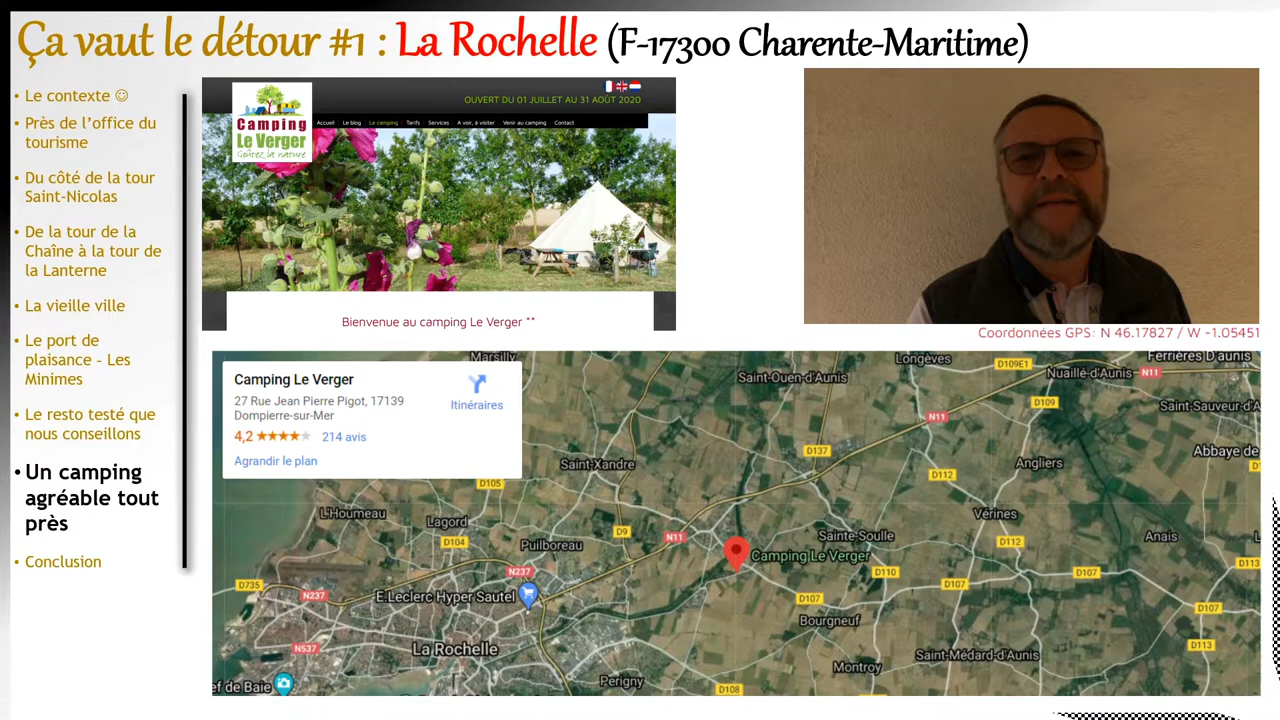 Ça vaut le détour #1 : La Rochelle (F-17300 Charente-Maritime)
• Le contexte ☺
• Près de l'office du
tourisme
• Du côté de la tour
Saint-Nicolas
• De la tour de la
Chaîne à la tour de
la Lanterne
• La vieille ville
• Le port de
plaisance - Les
Minimes
• Le resto testé que
nous conseillons
• Un camping
agréable tout
près
• Conclusion
Camping
Le Verger
Goûtez la nature
OUVERT DU 01 JUILLET AU 31 AOÛT 2020
Accueil Le blog Le camping Tarifs Services A voir, à visiter Venir au camping Contact
Bienvenue au camping Le Verger **
Coordonnées GPS: N 46.17827 / W -1.05451
Camping Le Verger
27 Rue Jean Pierre Pigot, 17139
Dompierre-sur-Mer
4,2 ★★★★★ 214 avis
Agrandir le plan
Itinéraires
Marsilly
Longèves
Ferrières D'aunis
D109E1
Nuaillé-d'Aunis
N11
Saint-Ouen-d'Aunis
D109
Saint-Sauveur-d'A
N11
D137
Abbaye de
Saint-Xandre
Angliers
D112
D105
L'Houmeau
Lagord
Vérines
D9
Sainte-Soulle
Anais
D104
Puilboreau
N11
D112
Camping Le Verger
D113
N237
D110
D107
D107
D735
N237
E.Leclerc Hyper Sautel
D107
D107
Bourgneuf
N537
La Rochelle
D113
Saint-Médard-d'Aunis
Montroy
ef de Baie
Perigny
D108